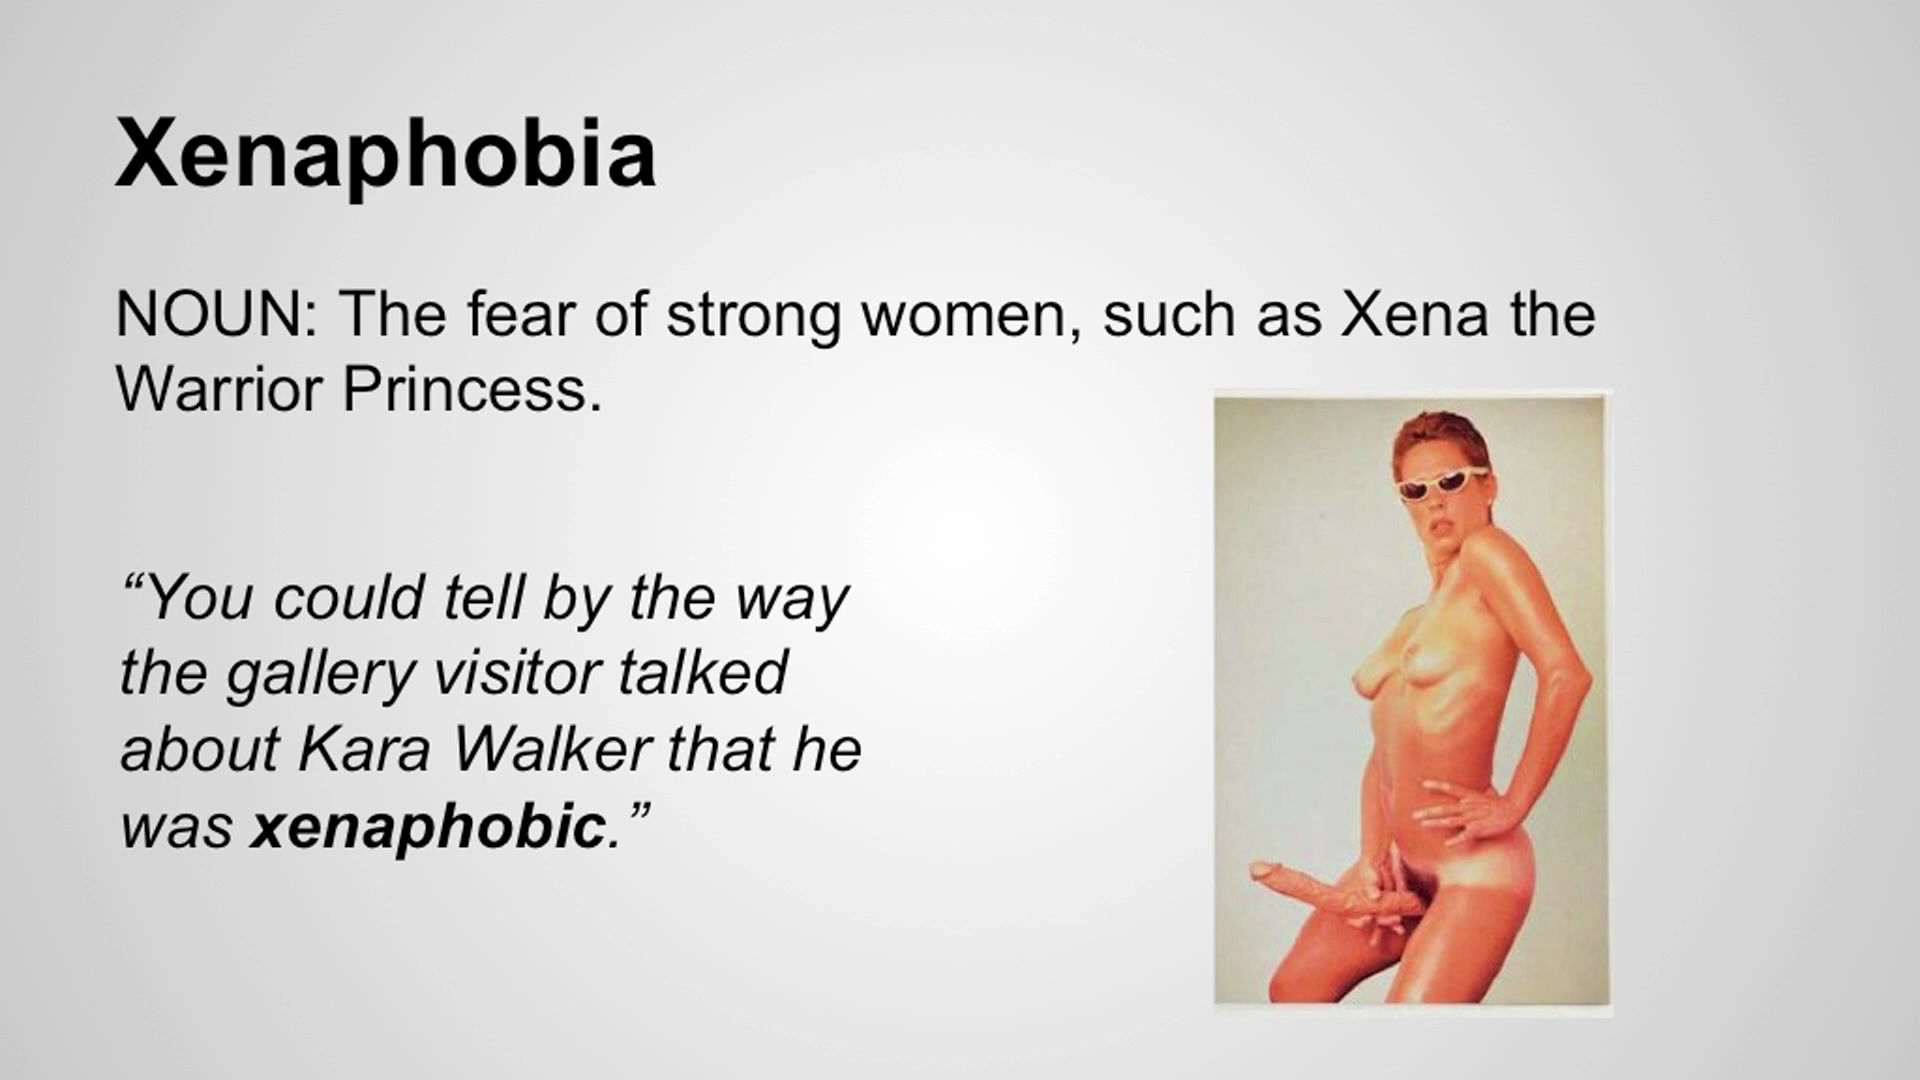 Xenaphobia
NOUN: The fear of strong women, such as Xena the
Warrior Princess.
“You could tell by the way
the gallery visitor talked
about Kara Walker that he
was xenaphobic.”